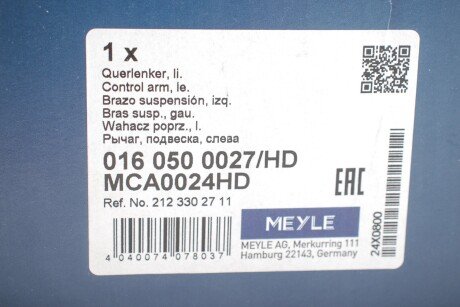 1 x
Querlenker, li.
Control arm, le.
Brazo suspensión, izq.
Bras susp., gau.
Wahacz poprz., l.
Рычаг, подвеска, слева
016 050 0027/HD
MCA0024HD
EAC
Ref. No. 212 330 27 11
MEYLE
MEYLE AG, Merkurring 111
Hamburg 22143, Germany
4 040074 078037
24X0800